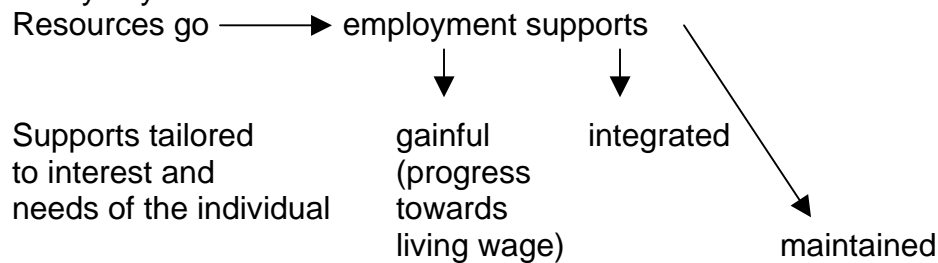 Resources go employment supports
Supports tailored
to interest and
needs of the individual
gainful
(progress
towards
living wage)
integrated
maintained